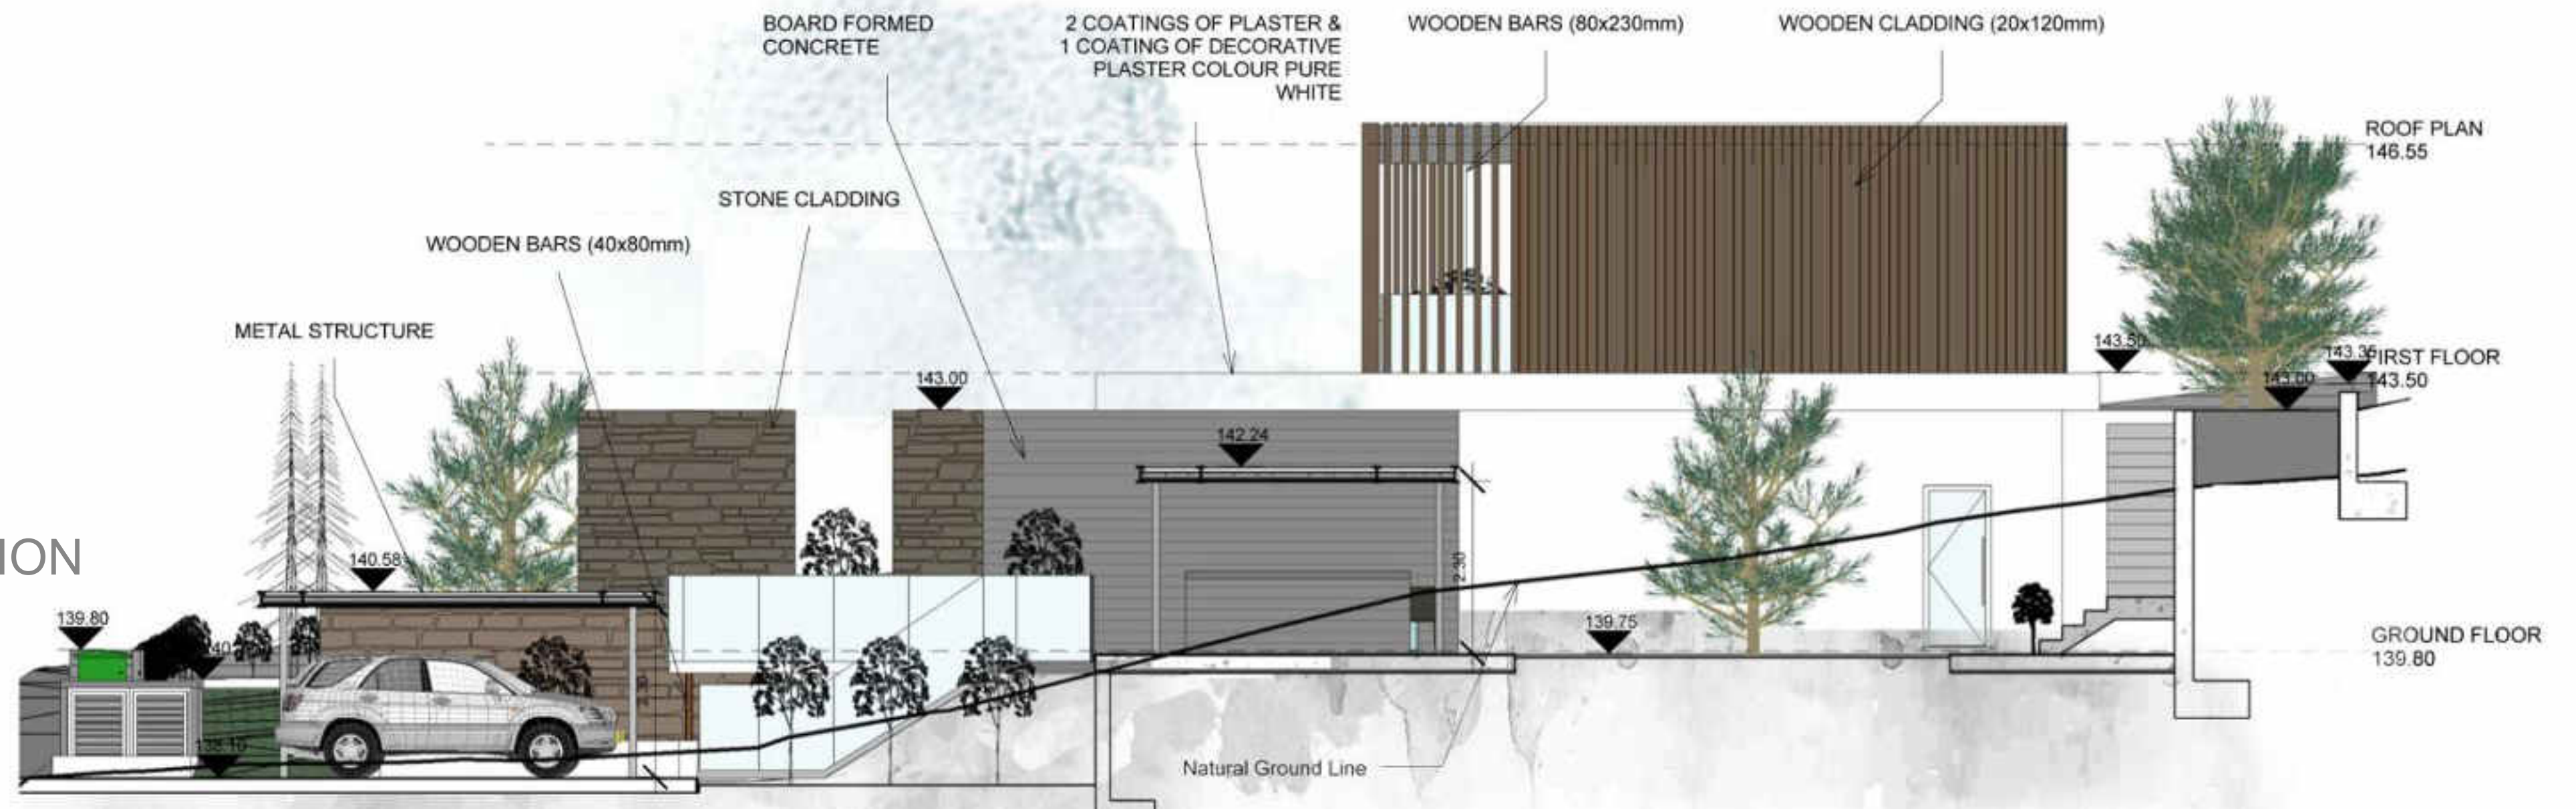 BOARD FORMED
CONCRETE
2 COATINGS OF PLASTER &
1 COATING OF DECORATIVE
PLASTER COLOUR PURE
WHITE
WOODEN BARS (80x230mm)
WOODEN CLADDING (20x120mm)
ROOF PLAN
146.55
STONE CLADDING
WOODEN BARS (40x80mm)
METAL STRUCTURE
143.50
143.35
FIRST FLOOR
143.50
143.00
143.00
142.24
ION
140.58
2.30
139.80
139.75
GROUND FLOOR
139.80
138.10
Natural Ground Line